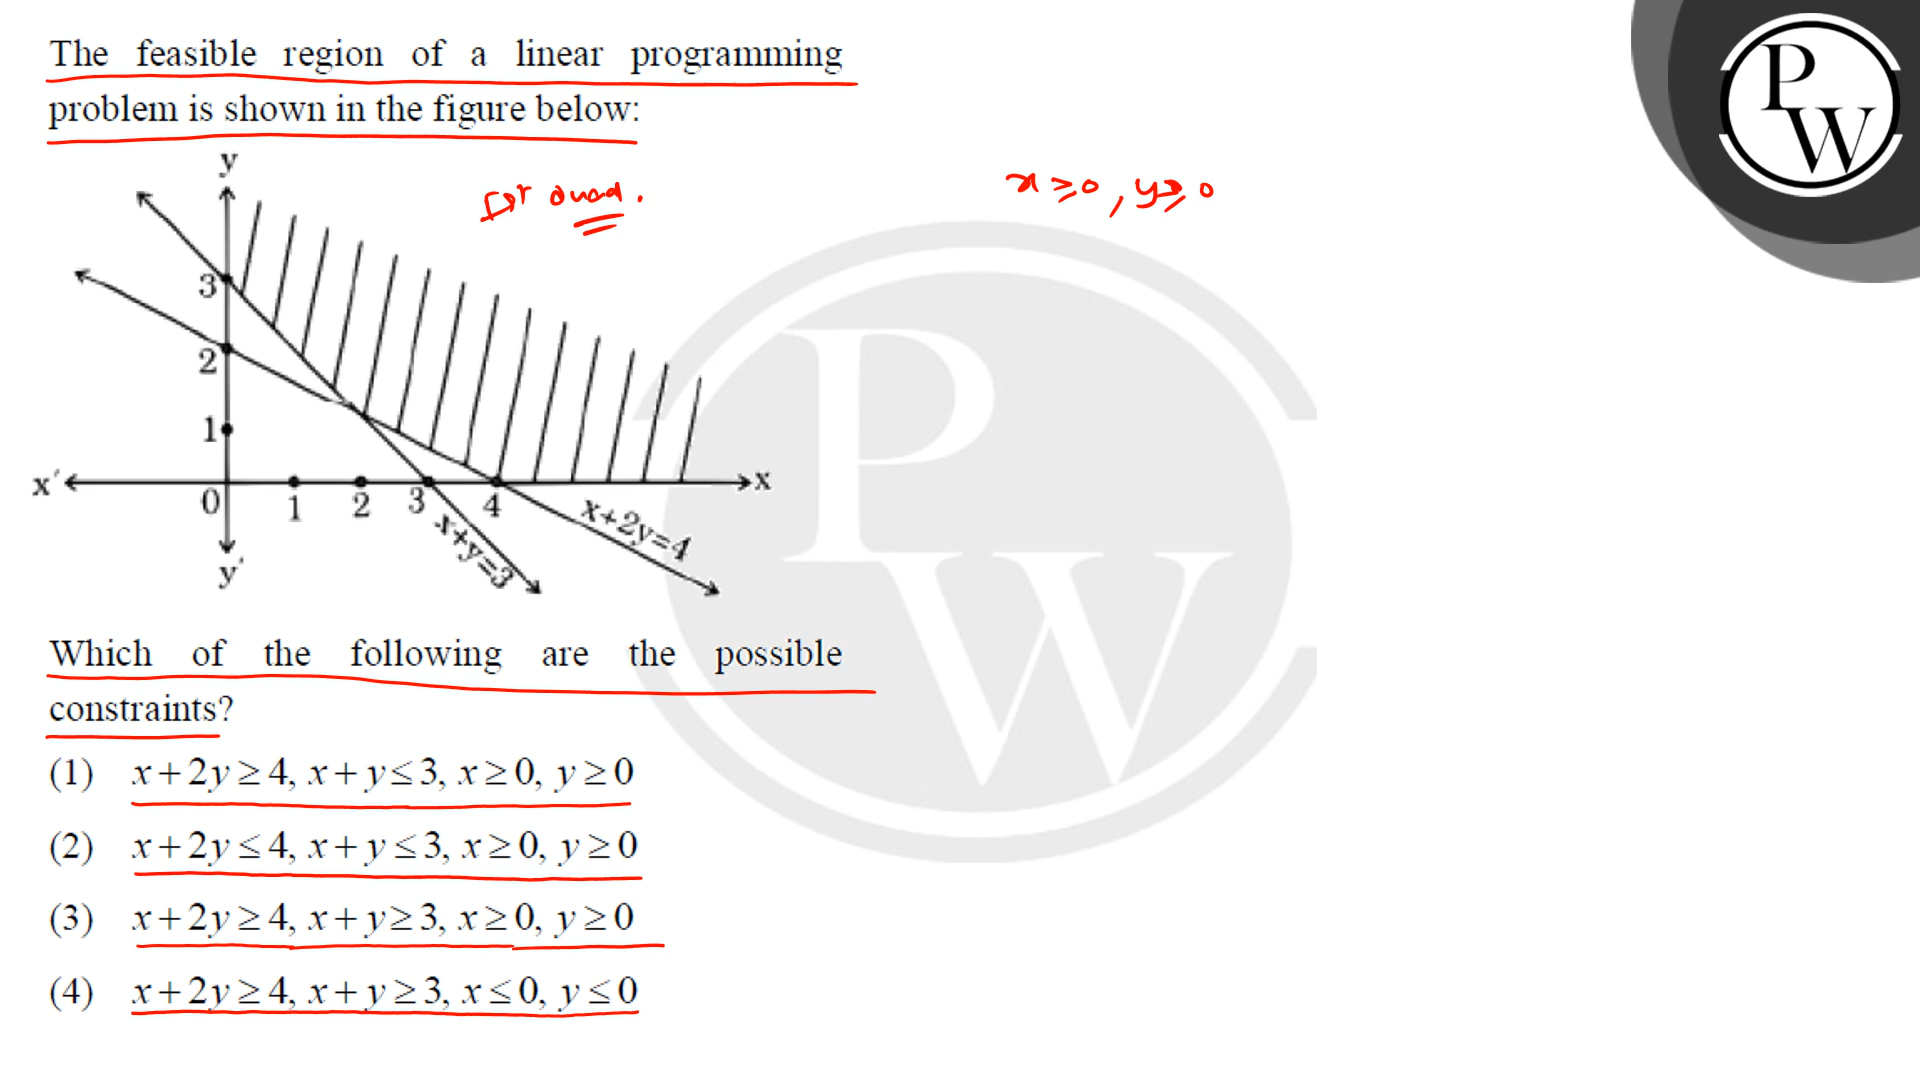 The feasible region of a linear programming
problem is shown in the figure below:
P
W
y
Ist Quad.
x ≥ 0, y ≥ 0
3
2
1
x′
0
1
2
3
4
x
x+y=3
x+2y=4
y′
P
W
Which of the following are the possible
constraints?
(1) x + 2y ≥ 4, x + y ≤ 3, x ≥ 0, y ≥ 0
(2) x + 2y ≤ 4, x + y ≤ 3, x ≥ 0, y ≥ 0
(3) x + 2y ≥ 4, x + y ≥ 3, x ≥ 0, y ≥ 0
(4) x + 2y ≥ 4, x + y ≥ 3, x ≤ 0, y ≤ 0